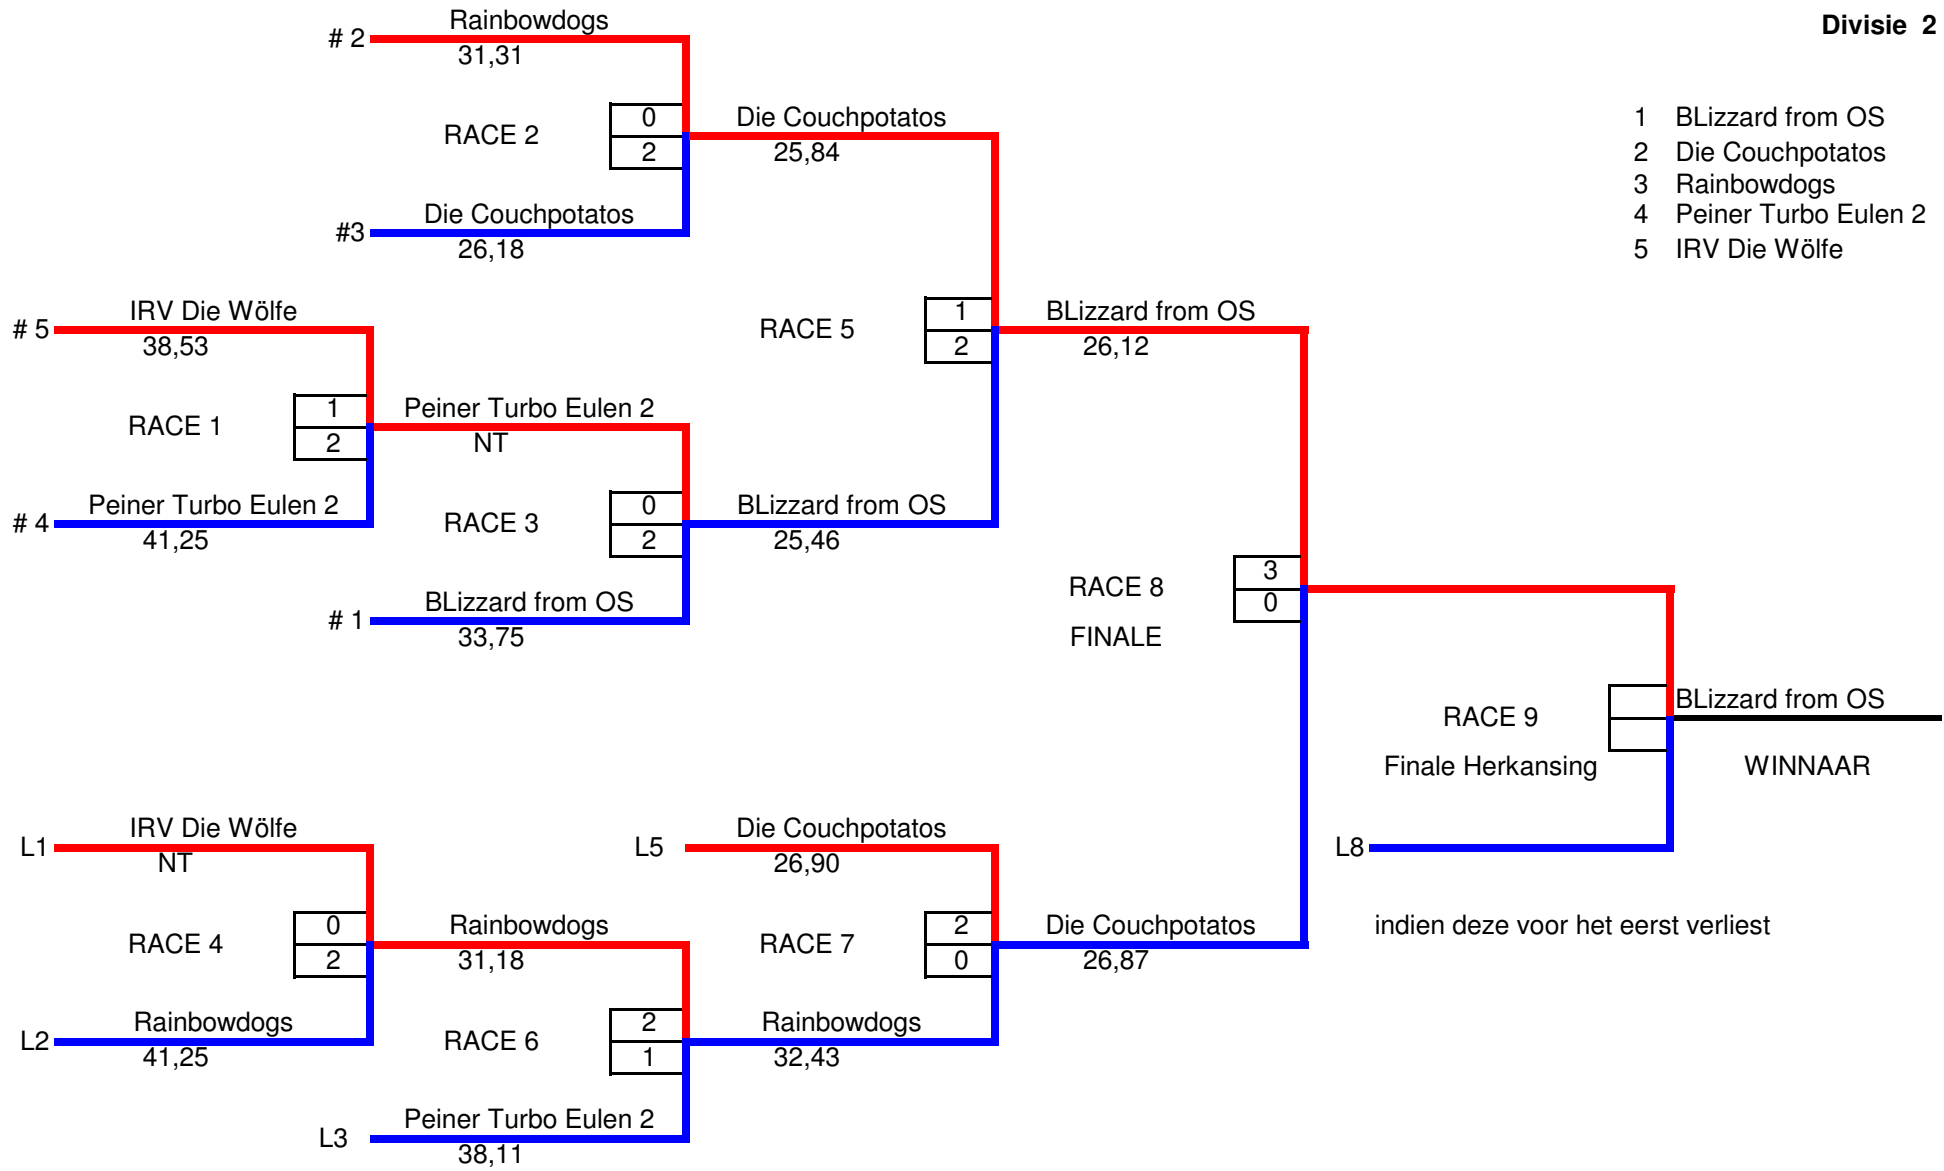 Rainbowdogs
Divisie 2
# 2
31,31
1 BLizzard from OS
2 Die Couchpotatos
3 Rainbowdogs
4 Peiner Turbo Eulen 2
5 IRV Die Wölfe
RACE 2
0
2
Die Couchpotatos
25,84
Die Couchpotatos
#3
26,18
IRV Die Wölfe
# 5
38,53
RACE 5
1
2
BLizzard from OS
26,12
RACE 1
1
2
Peiner Turbo Eulen 2
NT
Peiner Turbo Eulen 2
# 4
41,25
RACE 3
0
2
BLizzard from OS
25,46
BLizzard from OS
# 1
33,75
RACE 8
3
0
FINALE
RACE 9
BLizzard from OS
Finale Herkansing
WINNAAR
IRV Die Wölfe
L1
NT
Die Couchpotatos
L5
26,90
L8
RACE 4
0
2
Rainbowdogs
31,18
RACE 7
2
0
Die Couchpotatos
26,87
indien deze voor het eerst verliest
Rainbowdogs
L2
41,25
RACE 6
2
1
Rainbowdogs
32,43
Peiner Turbo Eulen 2
L3
38,11